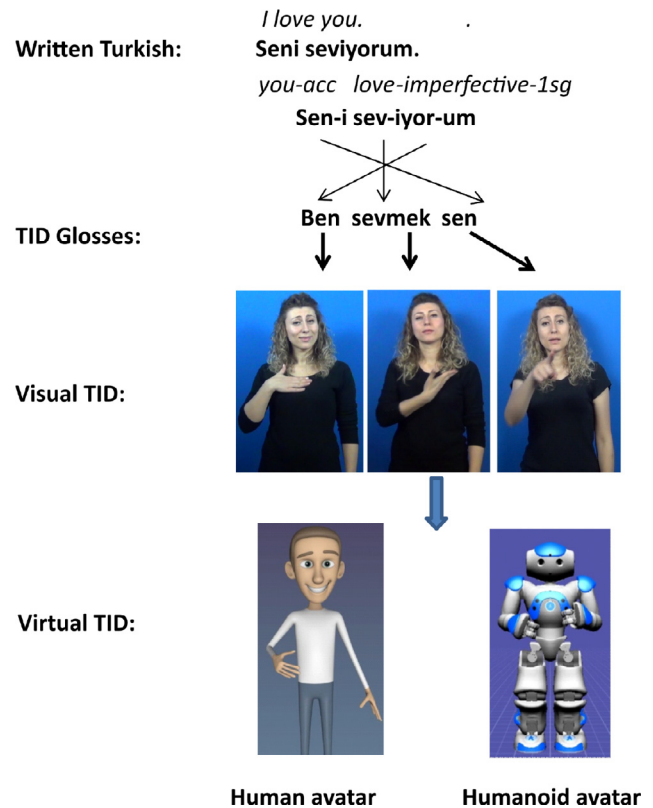 I love you. .
Written Turkish: Seni seviyorum.
you-acc love-imperfective-1sg
Sen-i sev-iyor-um
Ben sevmek sen
TID Glosses:
Visual TID:
Virtual TID:
Human avatar Humanoid avatar